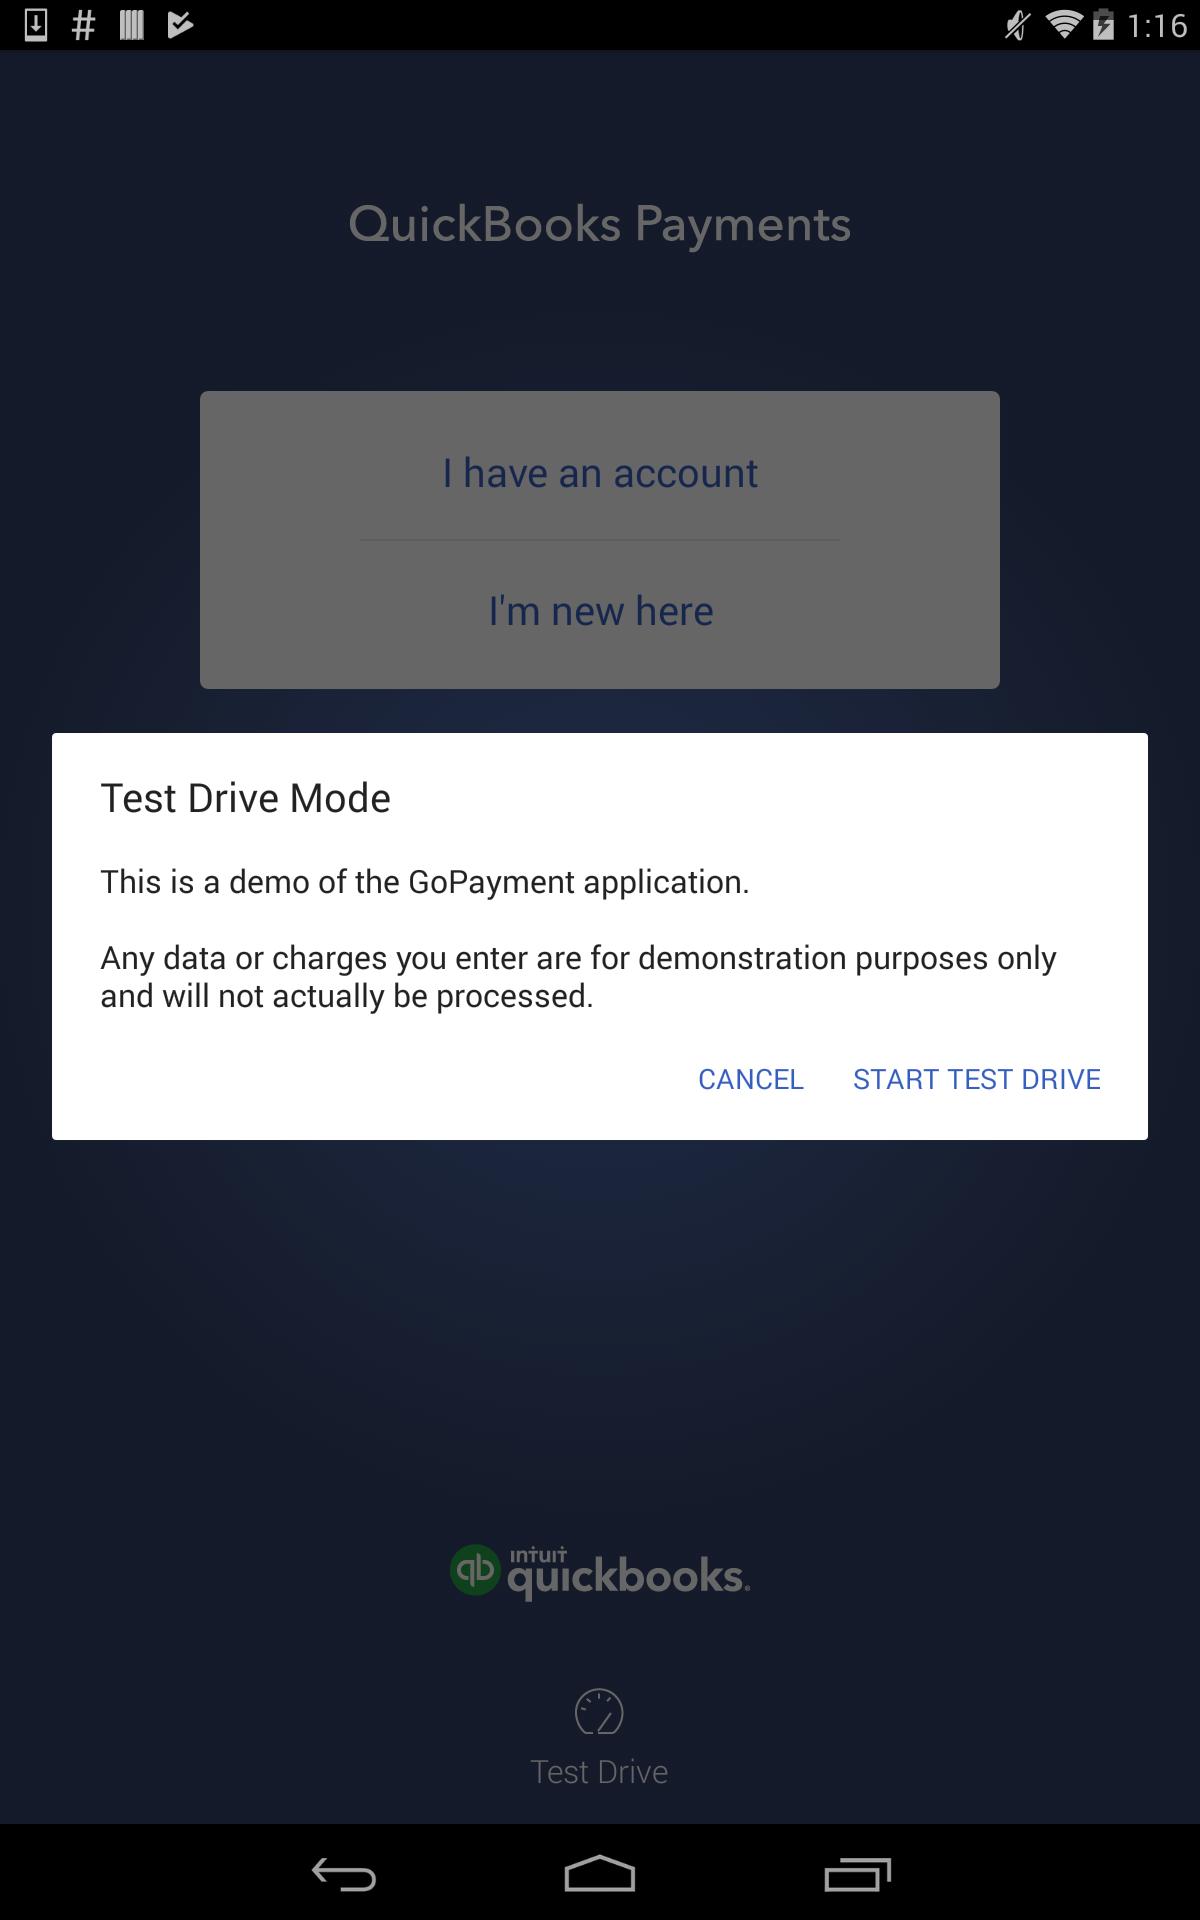 1:16
QuickBooks Payments
I have an account
I'm new here
Test Drive Mode
This is a demo of the GoPayment application.
Any data or charges you enter are for demonstration purposes only
and will not actually be processed.
CANCEL START TEST DRIVE
qb intuit
quickbooks.
Test Drive